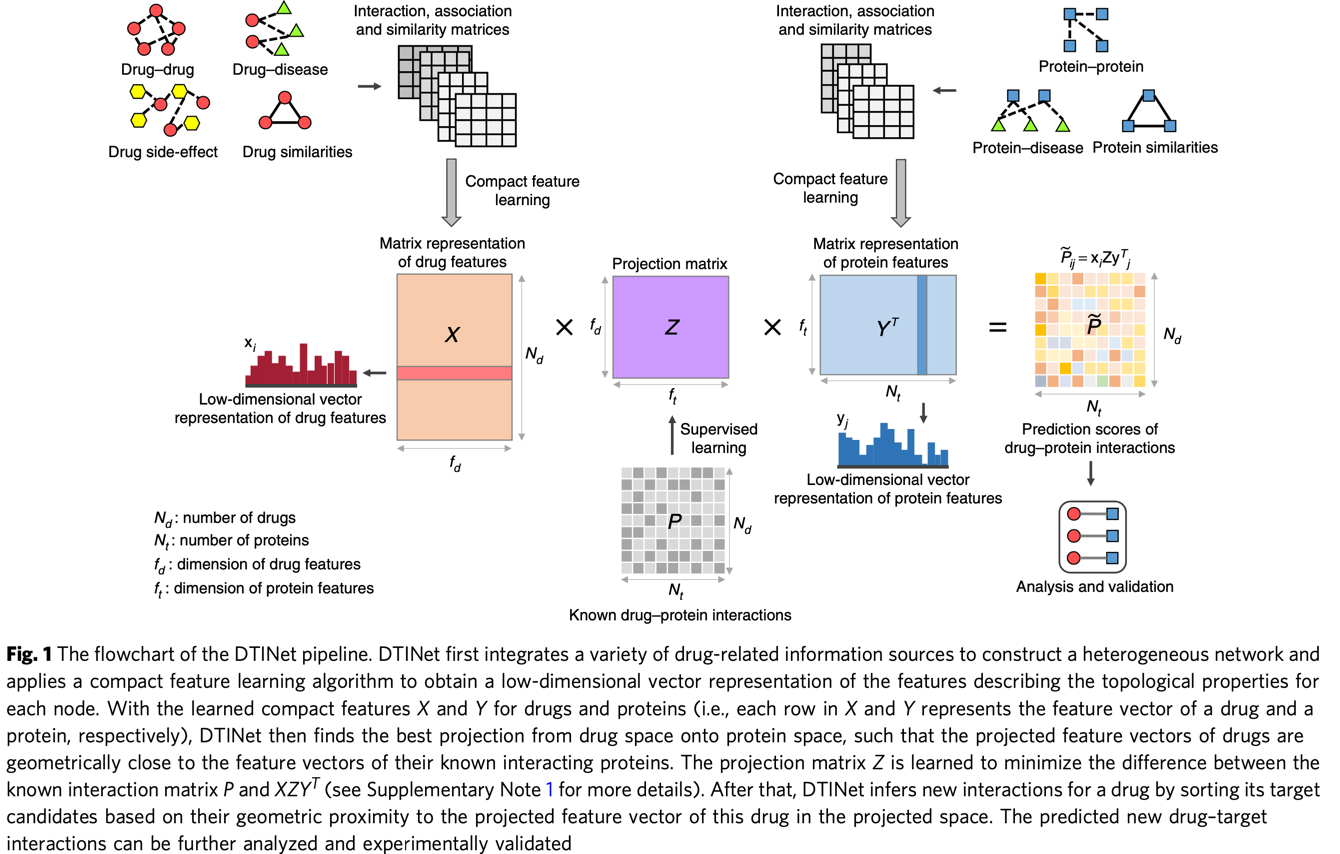 Interaction, association
and similarity matrices
Drug–drug
Drug–disease
Drug side-effect
Drug similarities
Interaction, association
and similarity matrices
Protein–protein
Protein–disease
Protein similarities
Compact feature
learning
Compact feature
learning
Matrix representation
of drug features
X
N_d
f_d
x_i
Low-dimensional vector
representation of drug features
×
Projection matrix
f_d
Z
f_t
Supervised
learning
P
N_d
N_t
Known drug–protein interactions
×
Matrix representation
of protein features
f_t
Y^T
N_t
y_j
Low-dimensional vector
representation of protein features
=
P̃_ij = x_iZy^T_j
P̃
N_d
N_t
Prediction scores of
drug–protein interactions
Analysis and validation
N_d : number of drugs
N_t : number of proteins
f_d : dimension of drug features
f_t : dimension of protein features
Fig. 1 The flowchart of the DTINet pipeline. DTINet first integrates a variety of drug-related information sources to construct a heterogeneous network and
applies a compact feature learning algorithm to obtain a low-dimensional vector representation of the features describing the topological properties for
each node. With the learned compact features X and Y for drugs and proteins (i.e., each row in X and Y represents the feature vector of a drug and a
protein, respectively), DTINet then finds the best projection from drug space onto protein space, such that the projected feature vectors of drugs are
geometrically close to the feature vectors of their known interacting proteins. The projection matrix Z is learned to minimize the difference between the
known interaction matrix P and XZY^T (see Supplementary Note 1 for more details). After that, DTINet infers new interactions for a drug by sorting its target
candidates based on their geometric proximity to the projected feature vector of this drug in the projected space. The predicted new drug–target
interactions can be further analyzed and experimentally validated